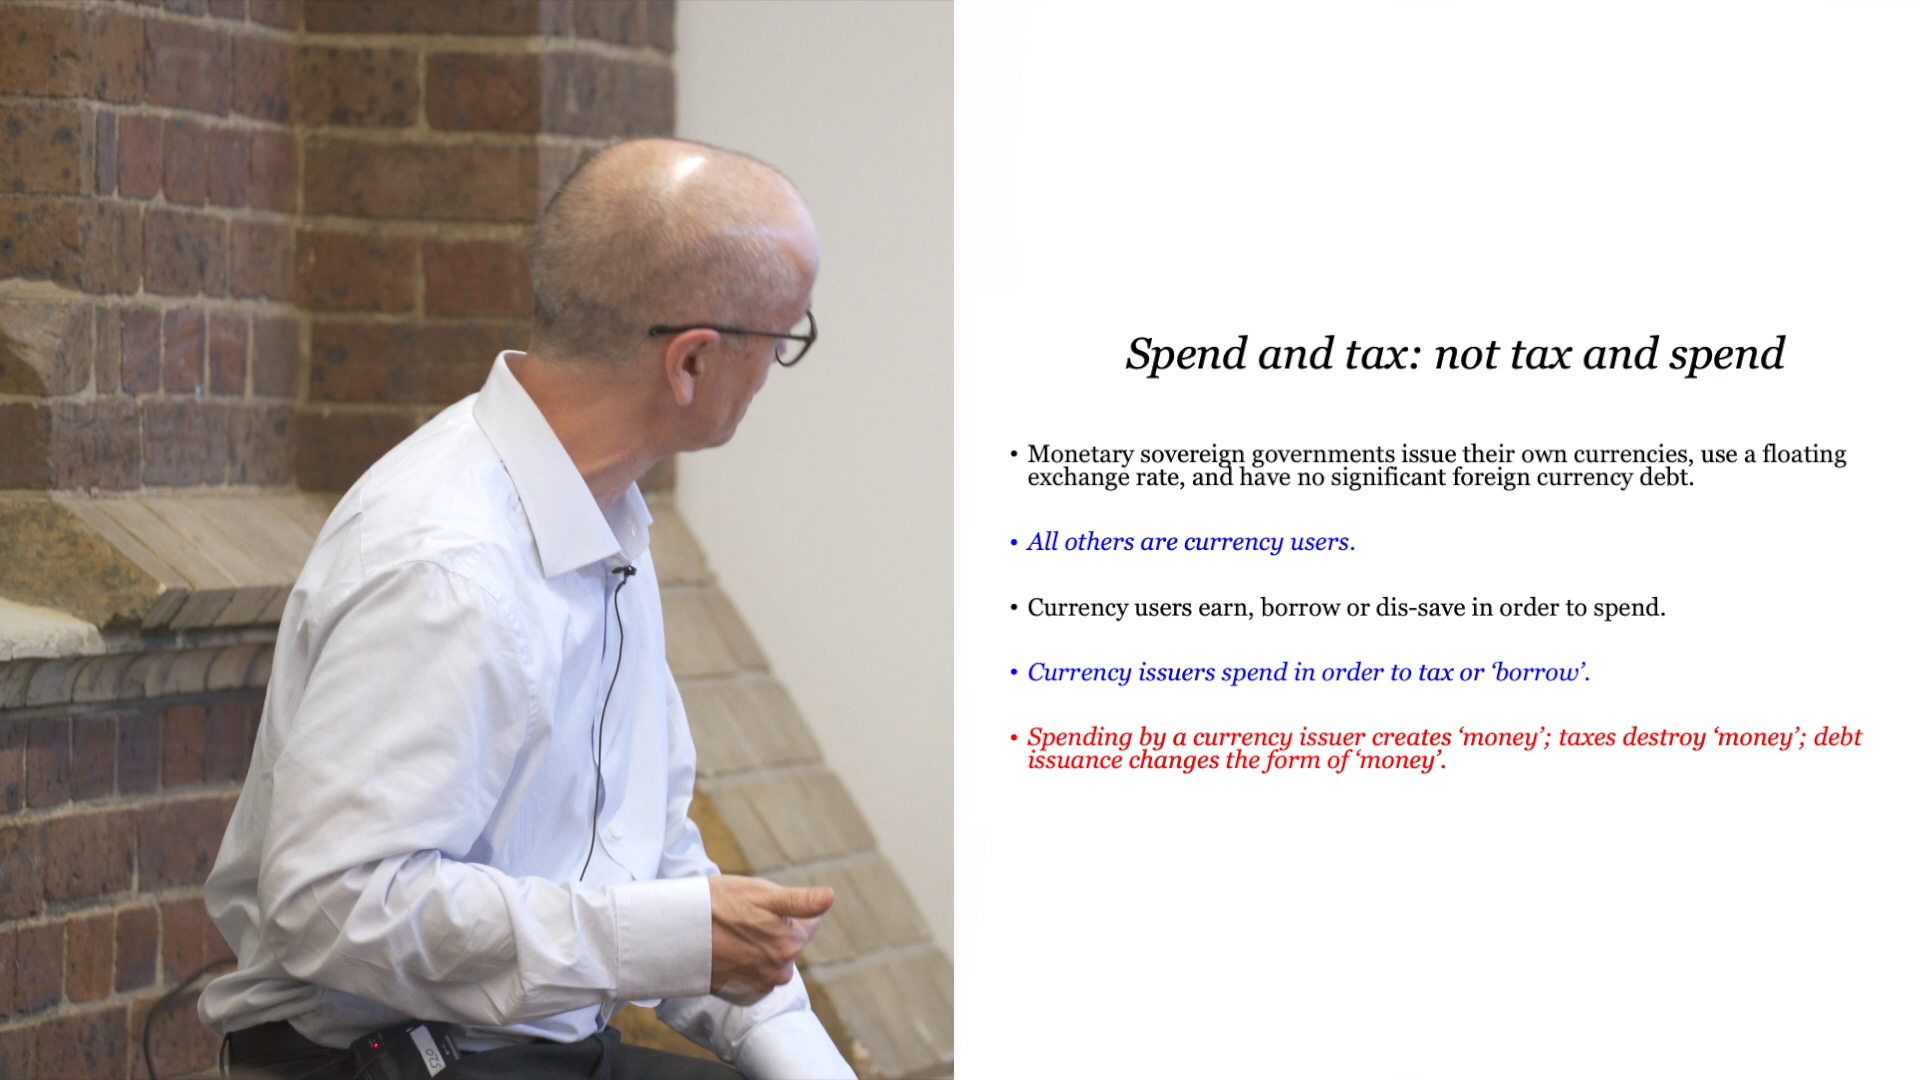 Spend and tax: not tax and spend
• Monetary sovereign governments issue their own currencies, use a floating
exchange rate, and have no significant foreign currency debt.
• All others are currency users.
• Currency users earn, borrow or dis-save in order to spend.
• Currency issuers spend in order to tax or ‘borrow’.
• Spending by a currency issuer creates ‘money’; taxes destroy ‘money’; debt
issuance changes the form of ‘money’.